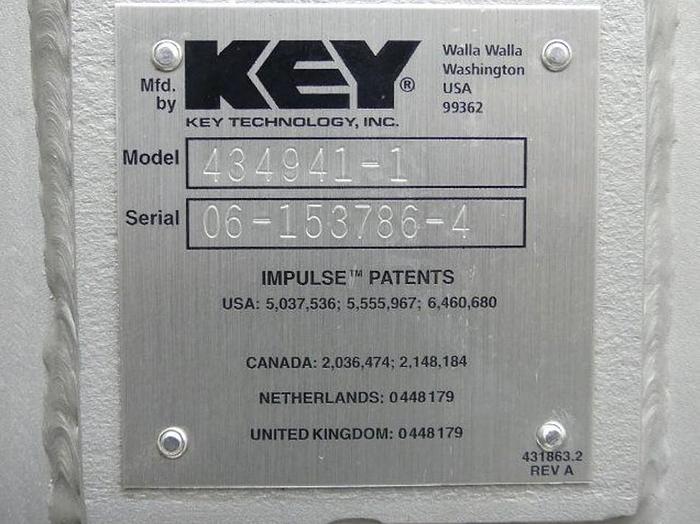 Mfd. by
KEY®
KEY TECHNOLOGY, INC.
Walla Walla
Washington
USA
99362
Model 434941-1
Serial 06-153786-4
IMPULSE™ PATENTS
USA: 5,037,536; 5,555,967; 6,460,680
CANADA: 2,036,474; 2,148,184
NETHERLANDS: 0448179
UNITED KINGDOM: 0448179
431863.2
REV A